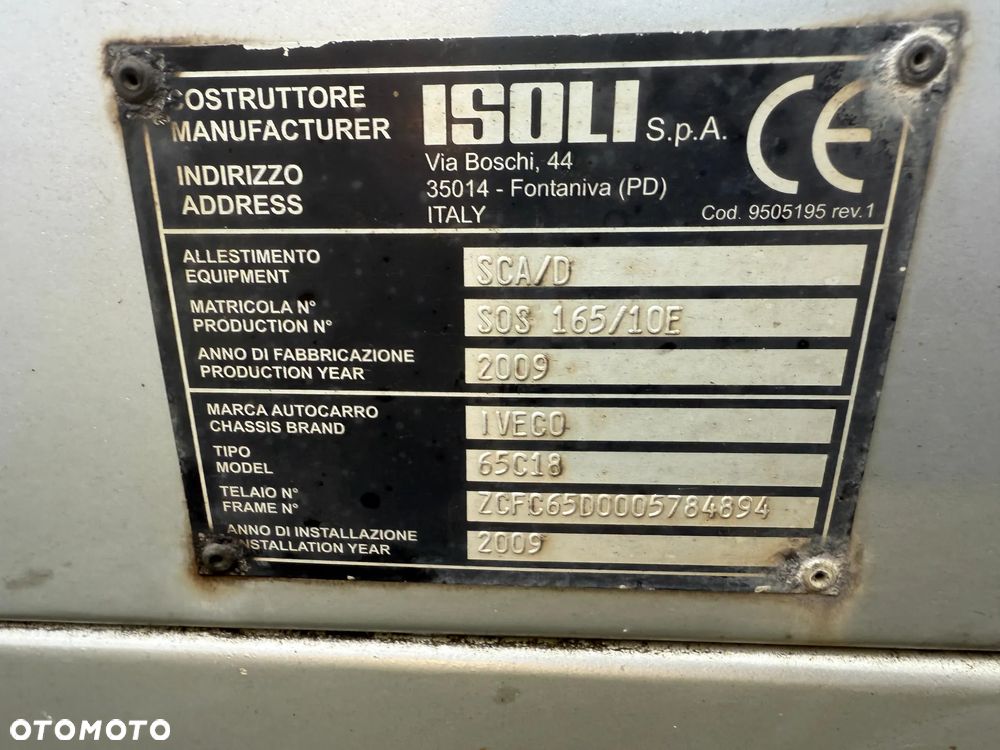 COSTRUTTORE
MANUFACTURER
ISOLI S.p.A.
CE
INDIRIZZO
ADDRESS
Via Boschi, 44
35014 - Fontaniva (PD)
ITALY
Cod. 9505195 rev.1
ALLESTIMENTO
EQUIPMENT
SCA/D
MATRICOLA N°
PRODUCTION N°
SOS 165/10E
ANNO DI FABBRICAZIONE
PRODUCTION YEAR
2009
MARCA AUTOCARRO
CHASSIS BRAND
IVECO
TIPO
MODEL
65C18
TELAIO N°
FRAME N°
ZCFC65D0005784894
ANNO DI INSTALLAZIONE
INSTALLATION YEAR
2009
OTOMOTO